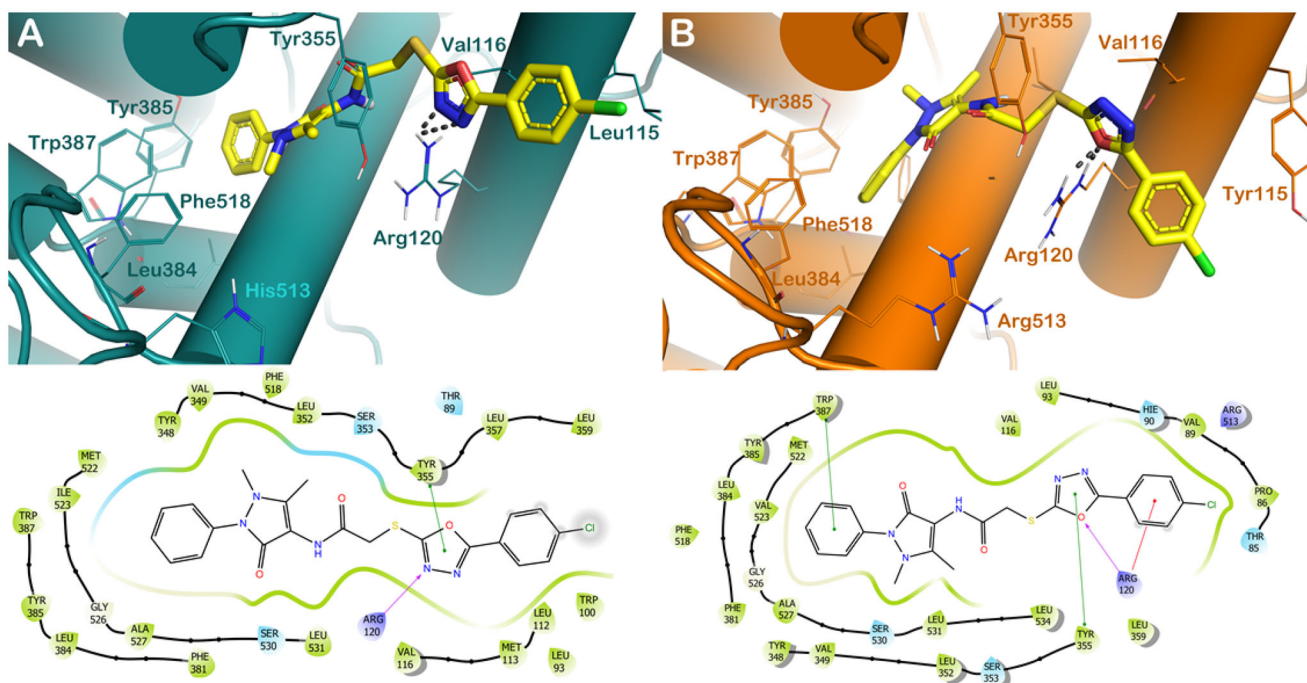 A
Tyr355
Val116
Tyr385
Trp387
Leu115
Phe518
Arg120
Leu384
His513
B
Tyr355
Val116
Tyr385
Trp387
Phe518
Tyr115
Arg120
Leu384
Arg513
PHE
518
VAL
349
TYR
348
LEU
352
SER
353
THR
89
LEU
357
LEU
359
TYR
355
MET
522
ILE
523
TRP
387
TYR
385
LEU
384
GLY
526
ALA
527
PHE
381
SER
530
LEU
531
ARG
120
VAL
116
MET
113
LEU
112
LEU
93
TRP
100
N
N
O
N
H
O
S
O
N
N
Cl
TRP
387
TYR
385
MET
522
LEU
384
VAL
523
PHE
518
GLY
526
PHE
381
ALA
527
SER
530
LEU
531
LEU
534
TYR
348
VAL
349
LEU
352
SER
353
TYR
355
LEU
359
ARG
120
VAL
116
LEU
93
HIE
90
VAL
89
ARG
513
PRO
86
THR
85
O
N
N
HN
O
S
N
N
O
Cl